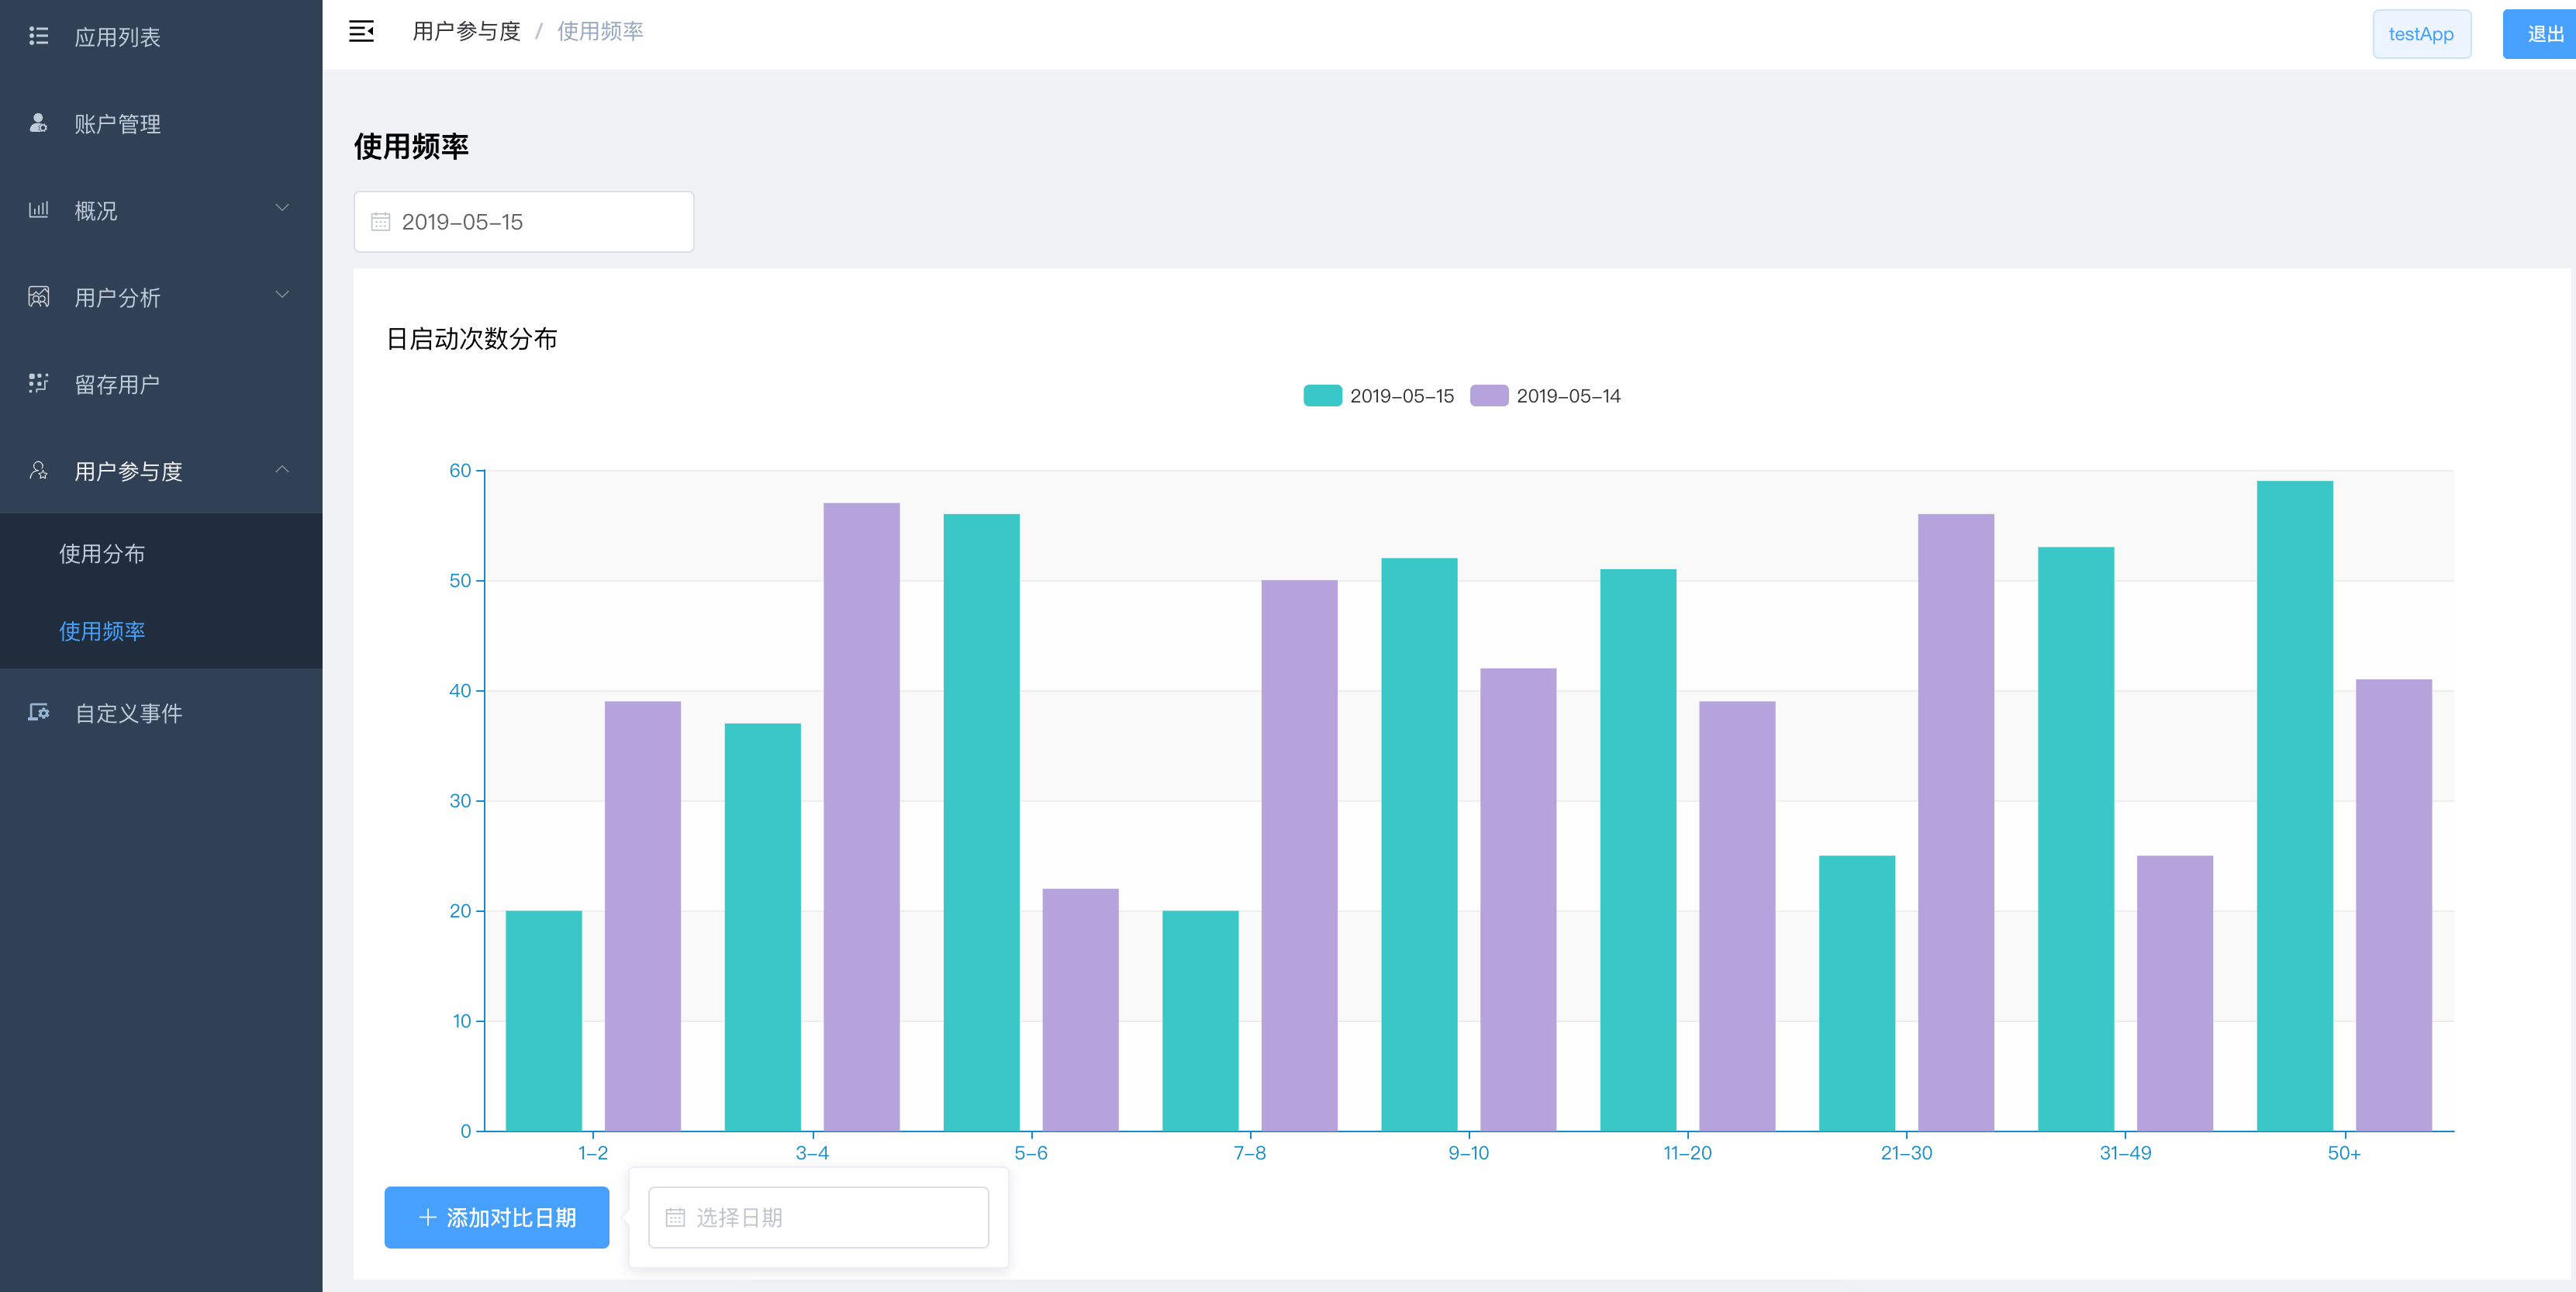 应用列表
账户管理
概况
用户分析
留存用户
用户参与度
使用分布
使用频率
自定义事件
用户参与度 / 使用频率
testApp
退出
使用频率
2019-05-15
日启动次数分布
2019-05-15 2019-05-14
60
50
40
30
20
10
0
1-2 3-4 5-6 7-8 9-10 11-20 21-30 31-49 50+
添加对比日期
选择日期